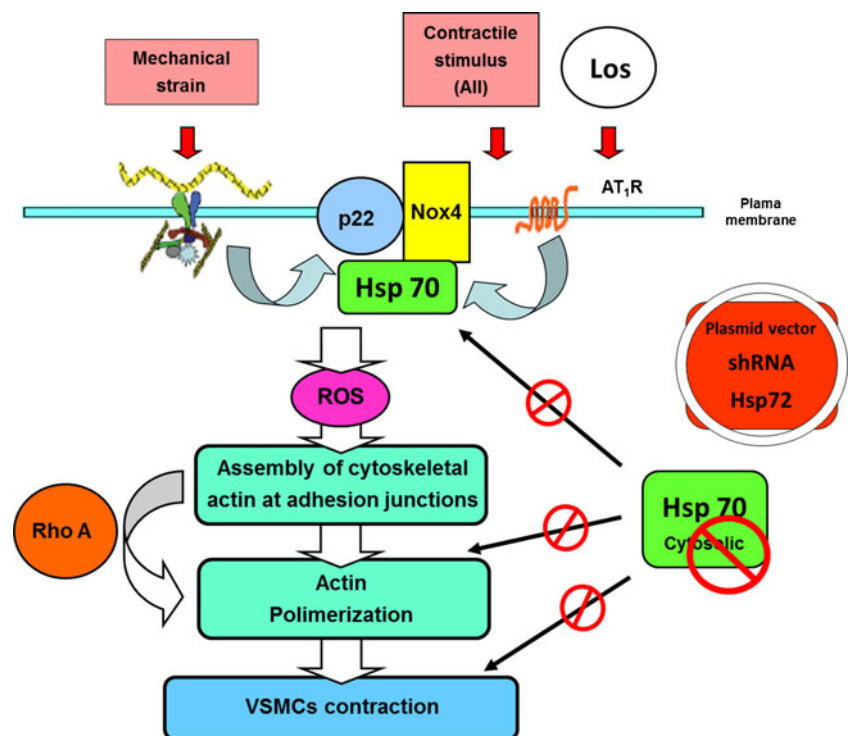 Mechanical
strain
Contractile
stimulus
(AII)
Los
AT1R
Plama
membrane
p22
Nox4
Hsp 70
Plasmid vector
shRNA
Hsp72
ROS
Assembly of cytoskeletal
actin at adhesion junctions
Rho A
Hsp 70
Cytosolic
Actin
Polimerization
VSMCs contraction